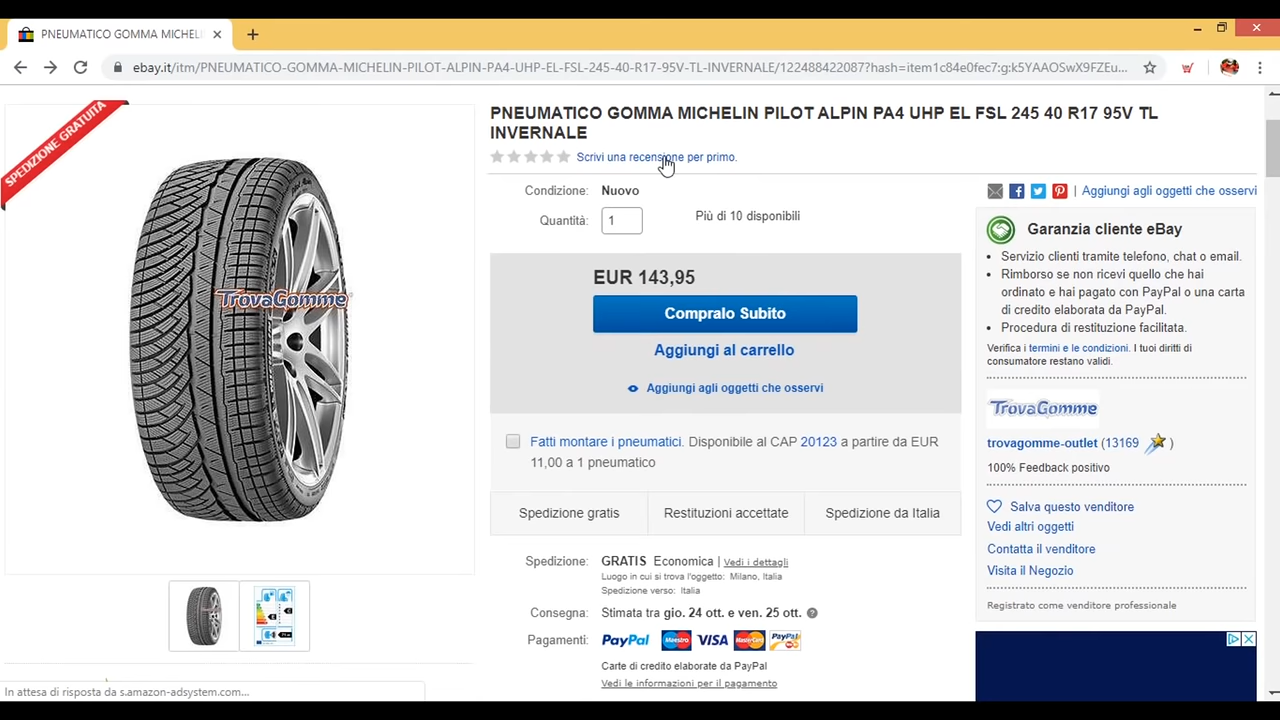 PNEUMATICO GOMMA MICHEL
ebay.it/itm/PNEUMATICO-GOMMA-MICHELIN-PILOT-ALPIN-PA4-UHP-EL-FSL-245-40-R17-95V-TL-INVERNALE/122488422087?hash=item1c84e0fec7:g:k5YAAOSwX9FZEu...
SPEDIZIONE GRATUITA
TrovaGomme
PNEUMATICO GOMMA MICHELIN PILOT ALPIN PA4 UHP EL FSL 245 40 R17 95V TL
INVERNALE
Scrivi una recensione per primo.
Condizione: Nuovo
Quantità: 1 Più di 10 disponibili
EUR 143,95
Compralo Subito
Aggiungi al carrello
Aggiungi agli oggetti che osservi
Fatti montare i pneumatici. Disponibile al CAP 20123 a partire da EUR
11,00 a 1 pneumatico
Spedizione gratis Restituzioni accettate Spedizione da Italia
Spedizione: GRATIS Economica | Vedi i dettagli
Luogo in cui si trova l'oggetto: Milano, Italia
Spedizione verso: Italia
Consegna: Stimata tra gio. 24 ott. e ven. 25 ott. ?
Pagamenti: PayPal Maestro VISA MasterCard PayPal
Carte di credito elaborate da PayPal
Vedi le informazioni per il pagamento
| Aggiungi agli oggetti che osservi
Garanzia cliente eBay
• Servizio clienti tramite telefono, chat o email.
• Rimborso se non ricevi quello che hai
ordinato e hai pagato con PayPal o una carta
di credito elaborata da PayPal.
• Procedura di restituzione facilitata.
Verifica i termini e le condizioni. I tuoi diritti di
consumatore restano validi.
TrovaGomme
trovagomme-outlet (13169 )
100% Feedback positivo
Salva questo venditore
Vedi altri oggetti
Contatta il venditore
Visita il Negozio
Registrato come venditore professionale
In attesa di risposta da s.amazon-adsystem.com...